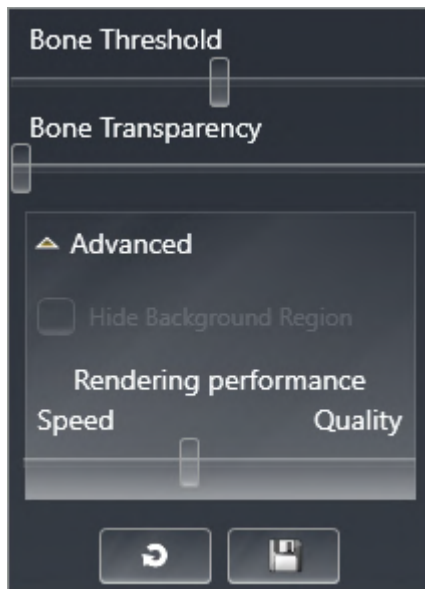 Bone Threshold
Bone Transparency
Advanced
Hide Background Region
Rendering performance
Speed Quality